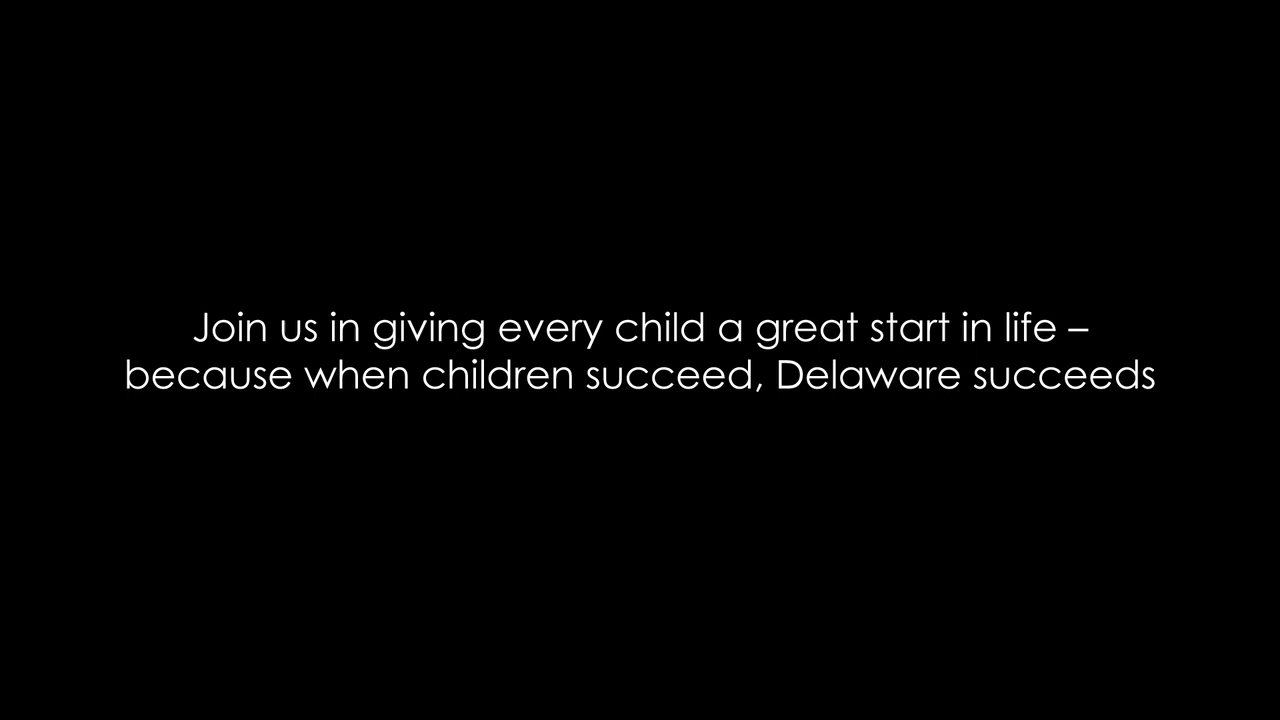 Join us in giving every child a great start in life –
because when children succeed, Delaware succeeds